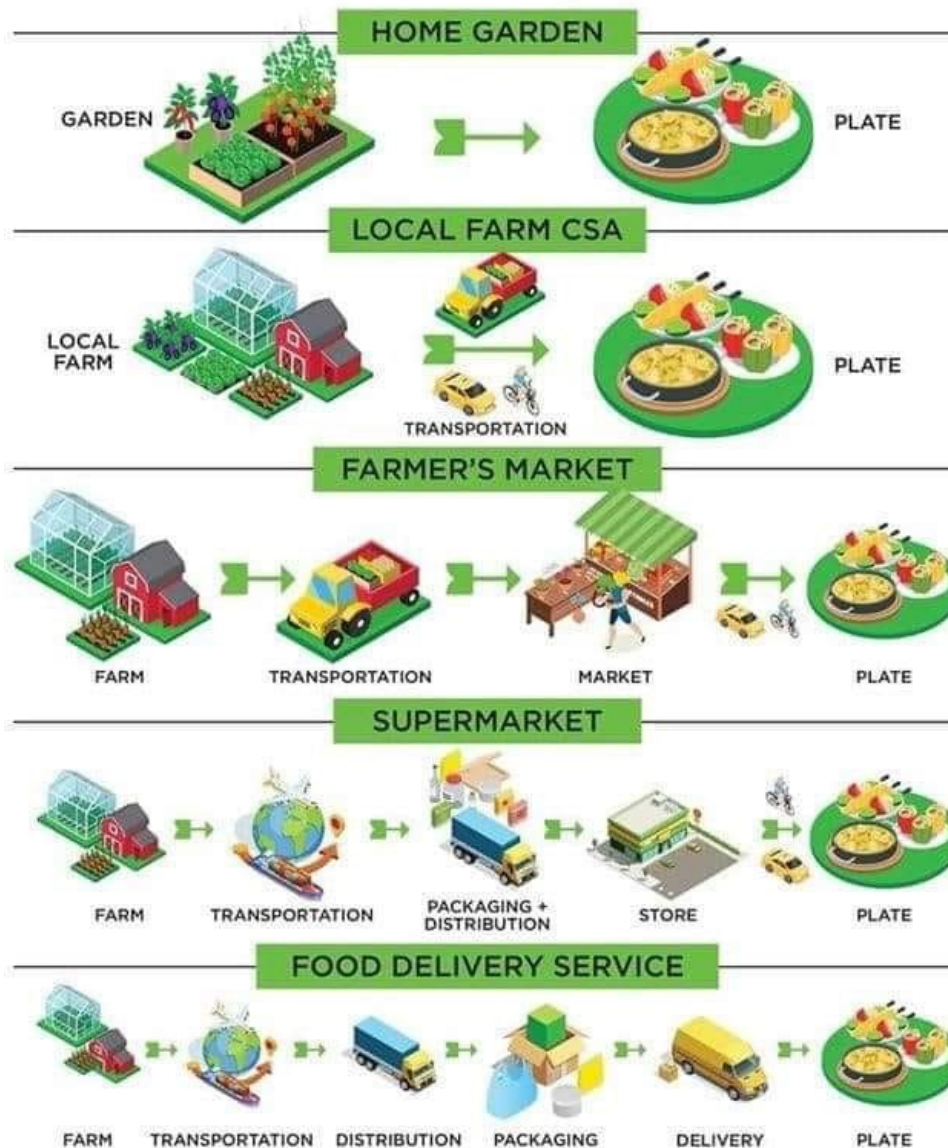 HOME GARDEN
GARDEN
PLATE
LOCAL FARM CSA
LOCAL
FARM
TRANSPORTATION
PLATE
FARMER'S MARKET
FARM
TRANSPORTATION
MARKET
PLATE
SUPERMARKET
FARM
TRANSPORTATION
PACKAGING +
DISTRIBUTION
STORE
PLATE
FOOD DELIVERY SERVICE
FARM
TRANSPORTATION
DISTRIBUTION
PACKAGING
DELIVERY
PLATE